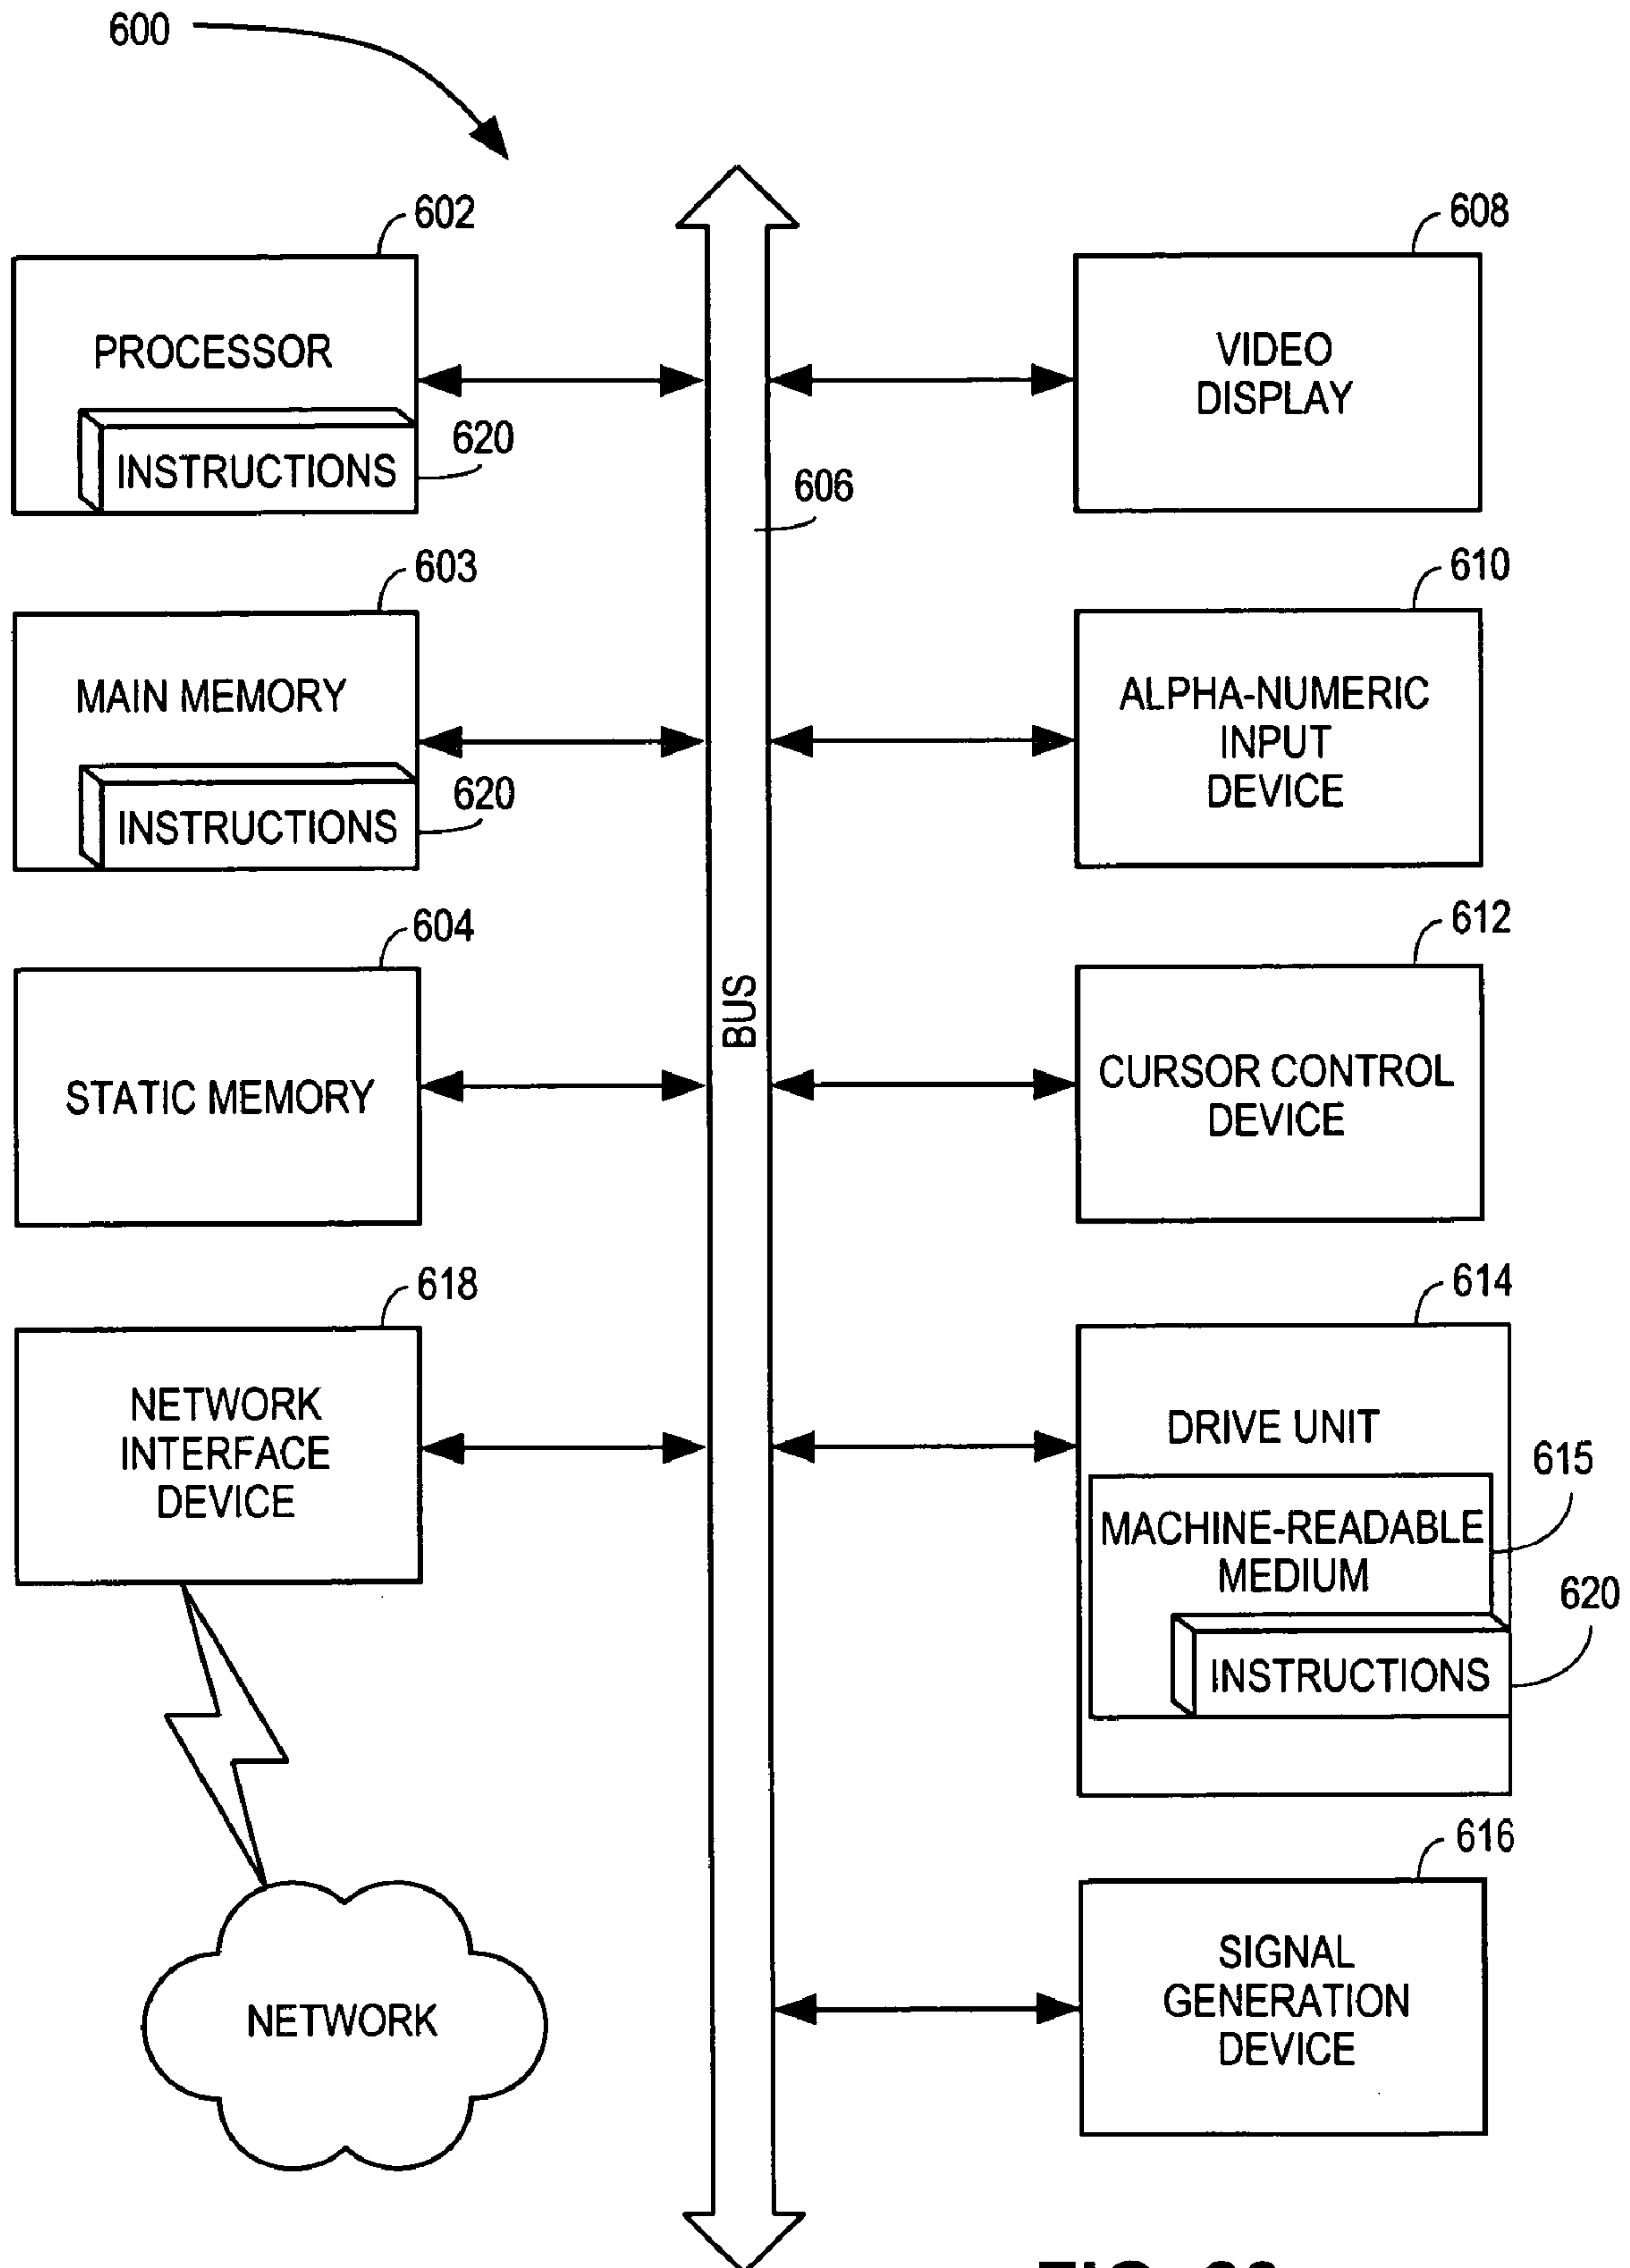 600
602
PROCESSOR
620
INSTRUCTIONS
603
MAIN MEMORY
620
INSTRUCTIONS
604
STATIC MEMORY
618
NETWORK
INTERFACE
DEVICE
NETWORK
606
BUS
608
VIDEO
DISPLAY
610
ALPHA-NUMERIC
INPUT
DEVICE
612
CURSOR CONTROL
DEVICE
614
DRIVE UNIT
615
MACHINE-READABLE
MEDIUM
620
INSTRUCTIONS
616
SIGNAL
GENERATION
DEVICE